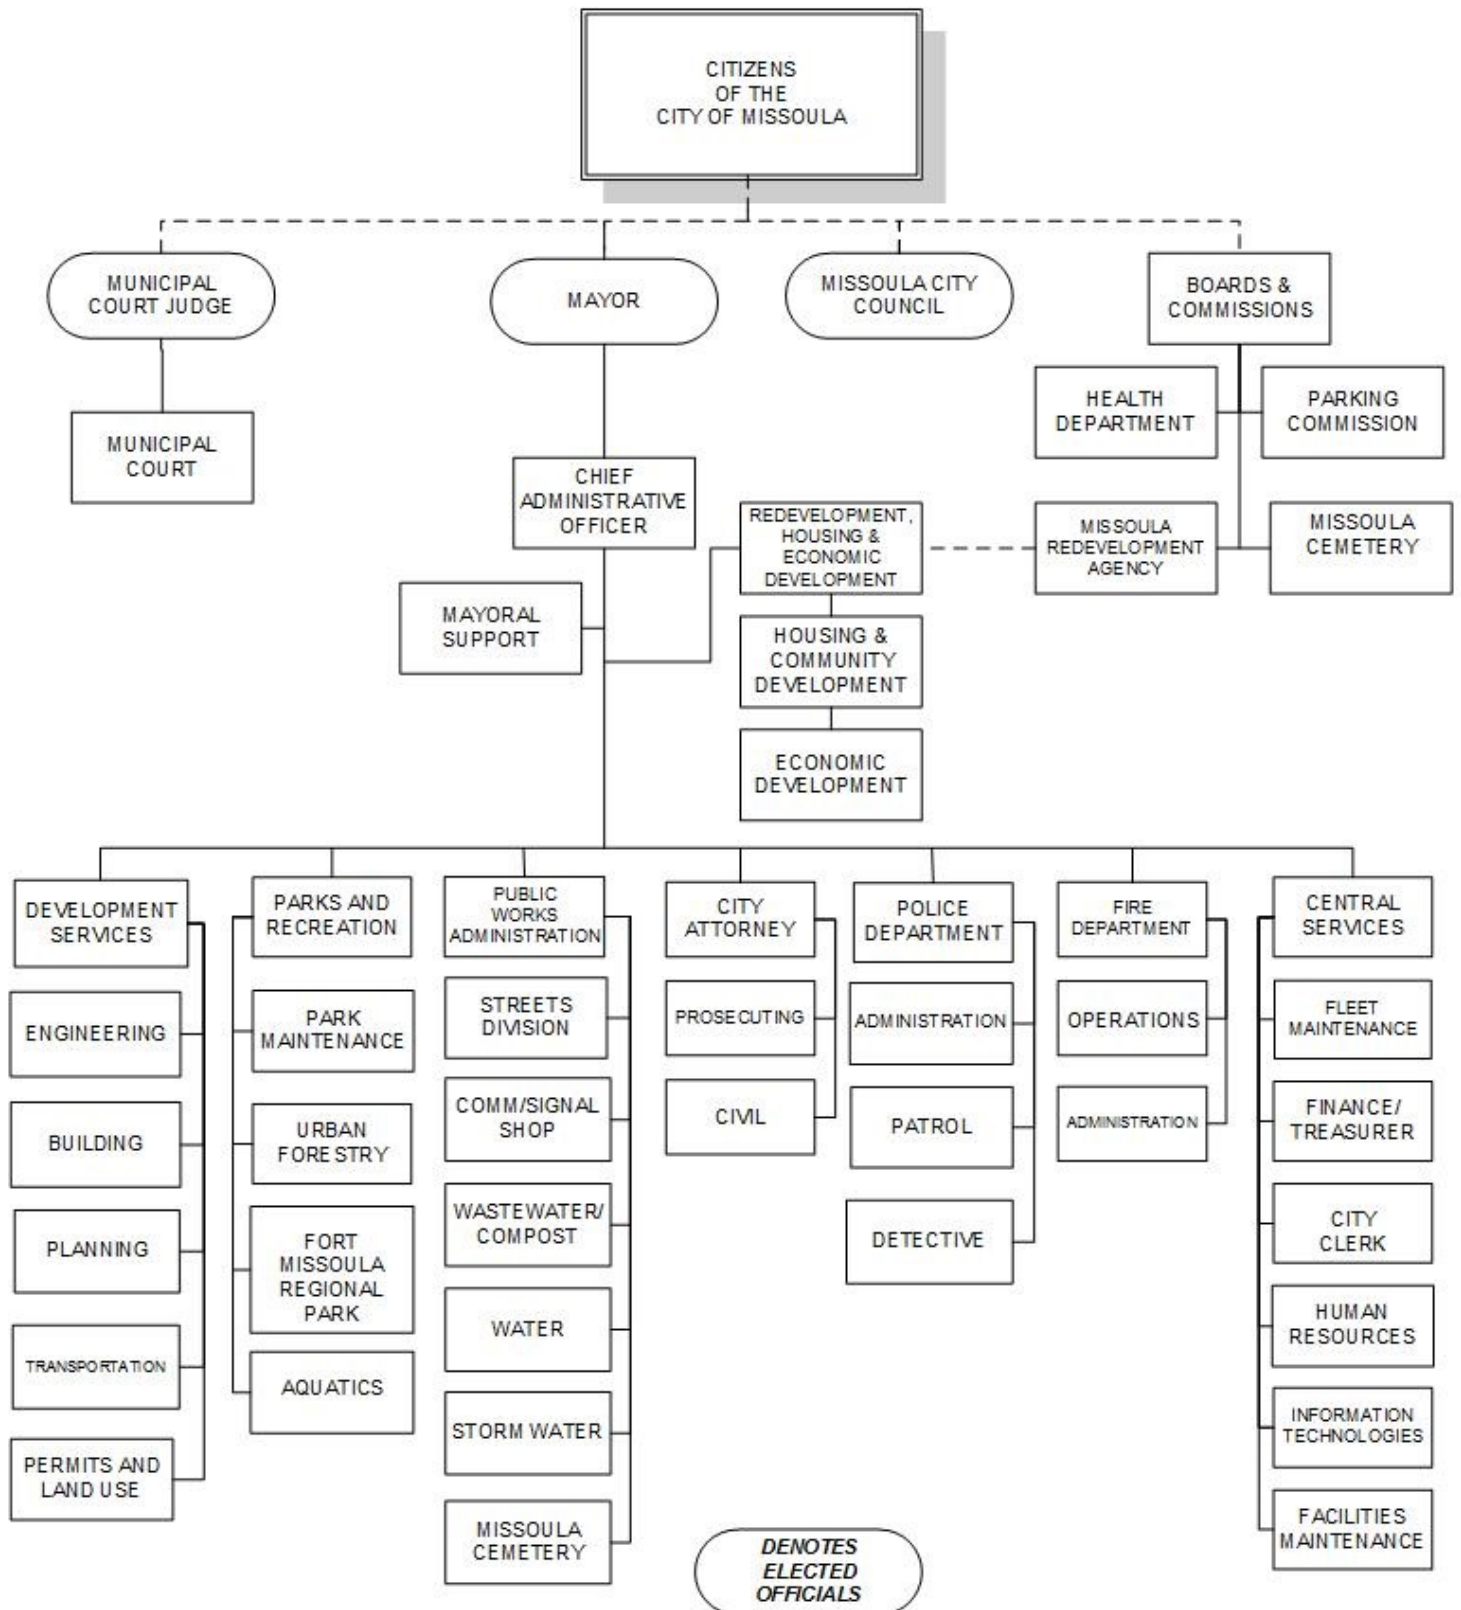 CITIZENS
OF THE
CITY OF MISSOULA
MUNICIPAL
COURT JUDGE
MAYOR
MISSOULA CITY
COUNCIL
BOARDS &
COMMISSIONS
MUNICIPAL
COURT
HEALTH
DEPARTMENT
PARKING
COMMISSION
CHIEF
ADMINISTRATIVE
OFFICER
REDEVELOPMENT,
HOUSING &
ECONOMIC
DEVELOPMENT
MISSOULA
REDEVELOPMENT
AGENCY
MISSOULA
CEMETERY
MAYORAL
SUPPORT
HOUSING &
COMMUNITY
DEVELOPMENT
ECONOMIC
DEVELOPMENT
DEVELOPMENT
SERVICES
ENGINEERING
BUILDING
PLANNING
TRANSPORTATION
PERMITS AND
LAND USE
PARKS AND
RECREATION
PARK
MAINTENANCE
URBAN
FORESTRY
FORT
MISSOULA
REGIONAL
PARK
AQUATICS
PUBLIC
WORKS
ADMINISTRATION
STREETS
DIVISION
COMM/SIGNAL
SHOP
WASTEWATER/
COMPOST
WATER
STORM WATER
MISSOULA
CEMETERY
CITY
ATTORNEY
PROSECUTING
CIVIL
POLICE
DEPARTMENT
ADMINISTRATION
PATROL
DETECTIVE
FIRE
DEPARTMENT
OPERATIONS
ADMINISTRATION
CENTRAL
SERVICES
FLEET
MAINTENANCE
FINANCE/
TREASURER
CITY
CLERK
HUMAN
RESOURCES
INFORMATION
TECHNOLOGIES
FACILITIES
MAINTENANCE
DENOTES
ELECTED
OFFICIALS